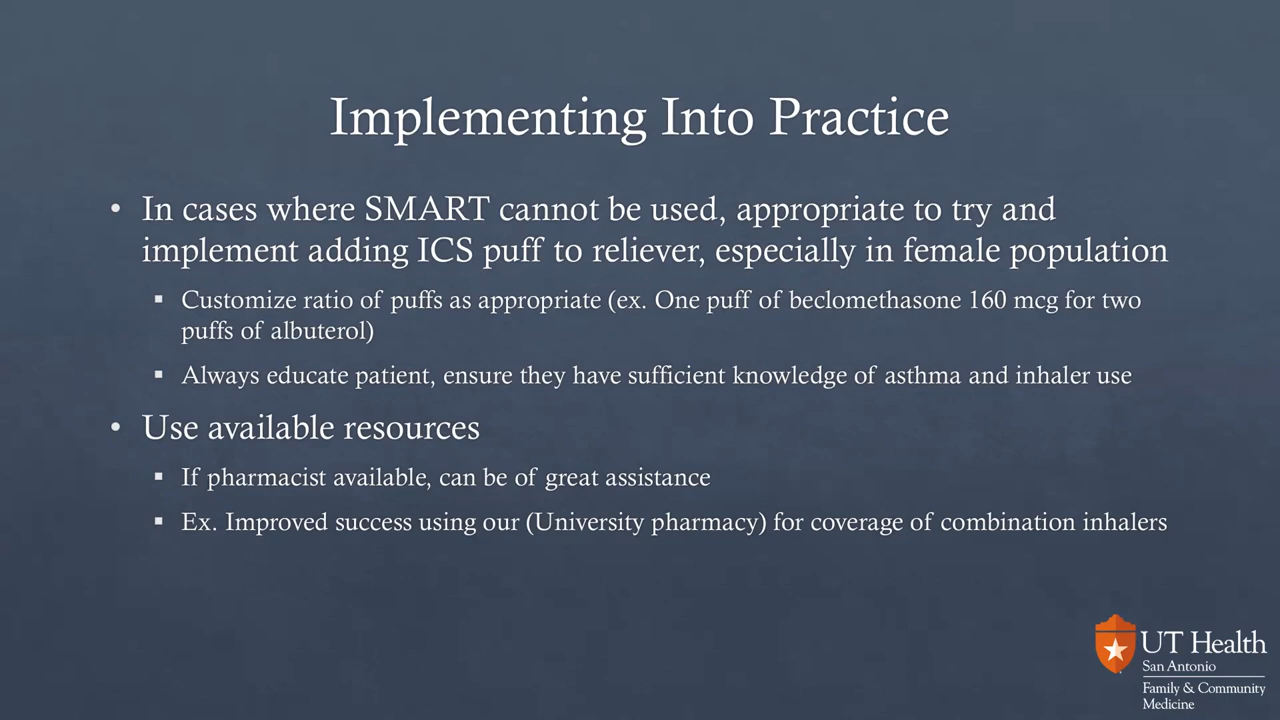 Implementing Into Practice
• In cases where SMART cannot be used, appropriate to try and
implement adding ICS puff to reliever, especially in female population
▪ Customize ratio of puffs as appropriate (ex. One puff of beclomethasone 160 mcg for two
puffs of albuterol)
▪ Always educate patient, ensure they have sufficient knowledge of asthma and inhaler use
• Use available resources
▪ If pharmacist available, can be of great assistance
▪ Ex. Improved success using our (University pharmacy) for coverage of combination inhalers
UT Health
San Antonio
Family & Community
Medicine